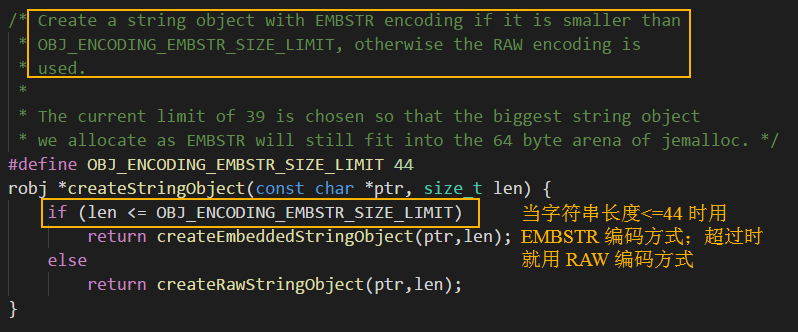 /* Create a string object with EMBSTR encoding if it is smaller than
 * OBJ_ENCODING_EMBSTR_SIZE_LIMIT, otherwise the RAW encoding is
 * used.
 *
 * The current limit of 39 is chosen so that the biggest string object
 * we allocate as EMBSTR will still fit into the 64 byte arena of jemalloc. */
#define OBJ_ENCODING_EMBSTR_SIZE_LIMIT 44
robj *createStringObject(const char *ptr, size_t len) {
    if (len <= OBJ_ENCODING_EMBSTR_SIZE_LIMIT)
        return createEmbeddedStringObject(ptr,len);
    else
        return createRawStringObject(ptr,len);
}
当字符串长度<=44 时用
EMBSTR 编码方式；超过时
就用 RAW 编码方式